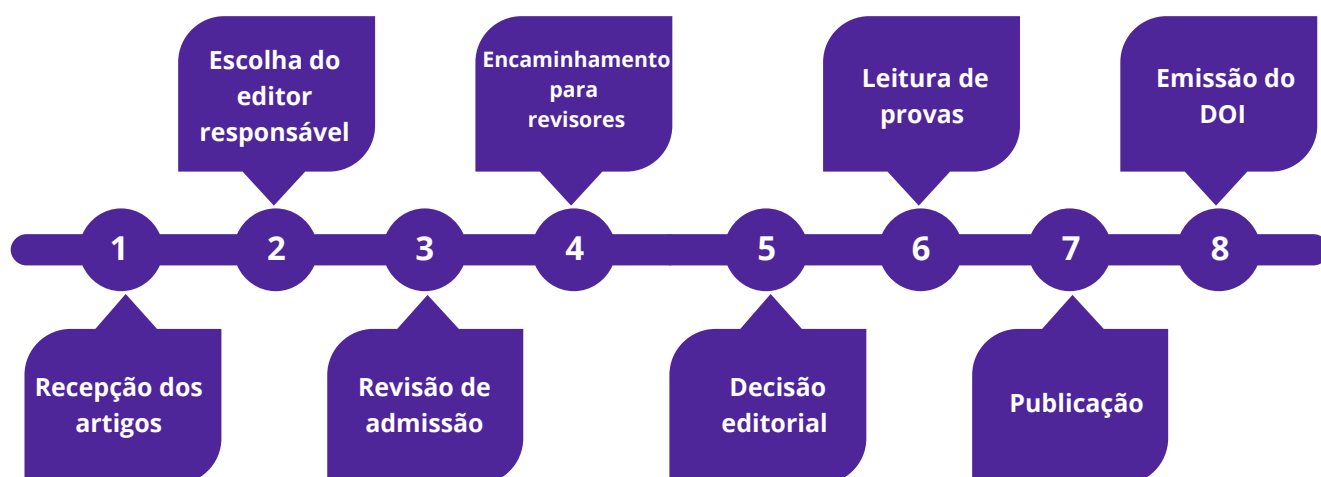 Escolha do
editor
responsável
Encaminhamento
para
revisores
Leitura de
provas
Emissão do
DOI
1
2
3
4
5
6
7
8
Recepção dos
artigos
Revisão de
admissão
Decisão
editorial
Publicação